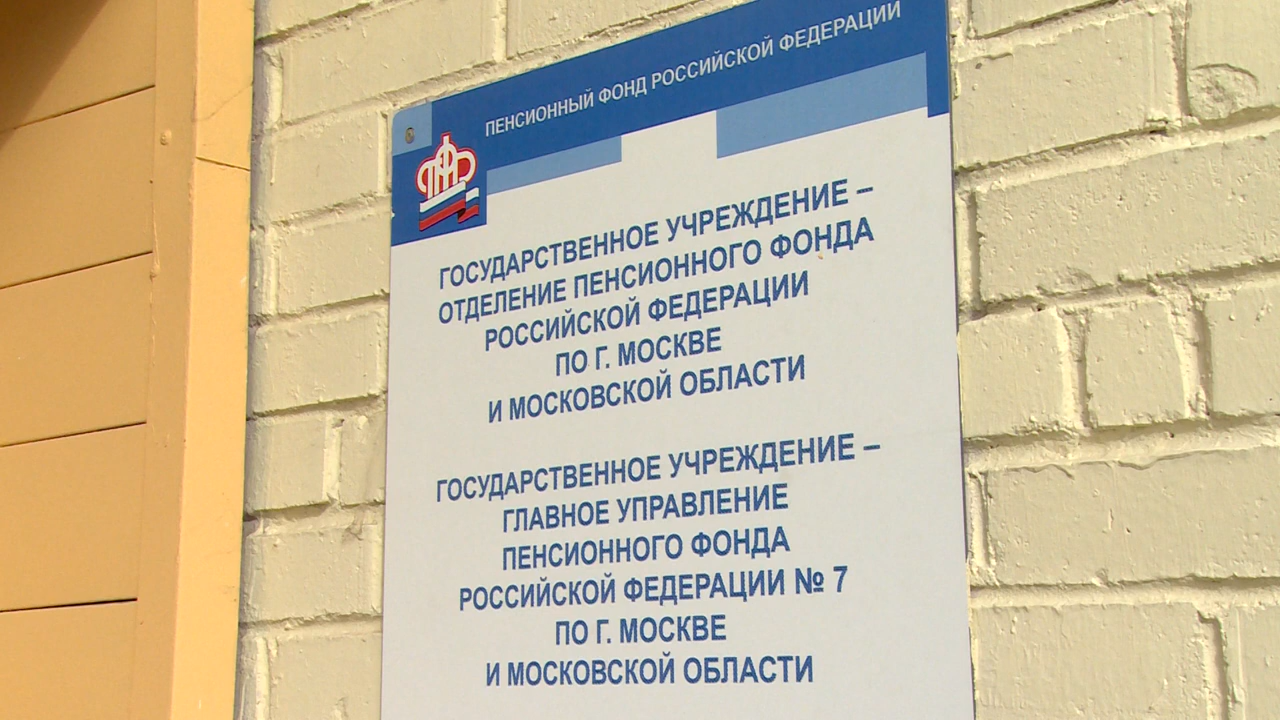 ПЕНСИОННЫЙ ФОНД РОССИЙСКОЙ ФЕДЕРАЦИИ
ПФР
ГОСУДАРСТВЕННОЕ УЧРЕЖДЕНИЕ –
ОТДЕЛЕНИЕ ПЕНСИОННОГО ФОНДА
РОССИЙСКОЙ ФЕДЕРАЦИИ
ПО Г. МОСКВЕ
И МОСКОВСКОЙ ОБЛАСТИ
ГОСУДАРСТВЕННОЕ УЧРЕЖДЕНИЕ –
ГЛАВНОЕ УПРАВЛЕНИЕ
ПЕНСИОННОГО ФОНДА
РОССИЙСКОЙ ФЕДЕРАЦИИ № 7
ПО Г. МОСКВЕ
И МОСКОВСКОЙ ОБЛАСТИ